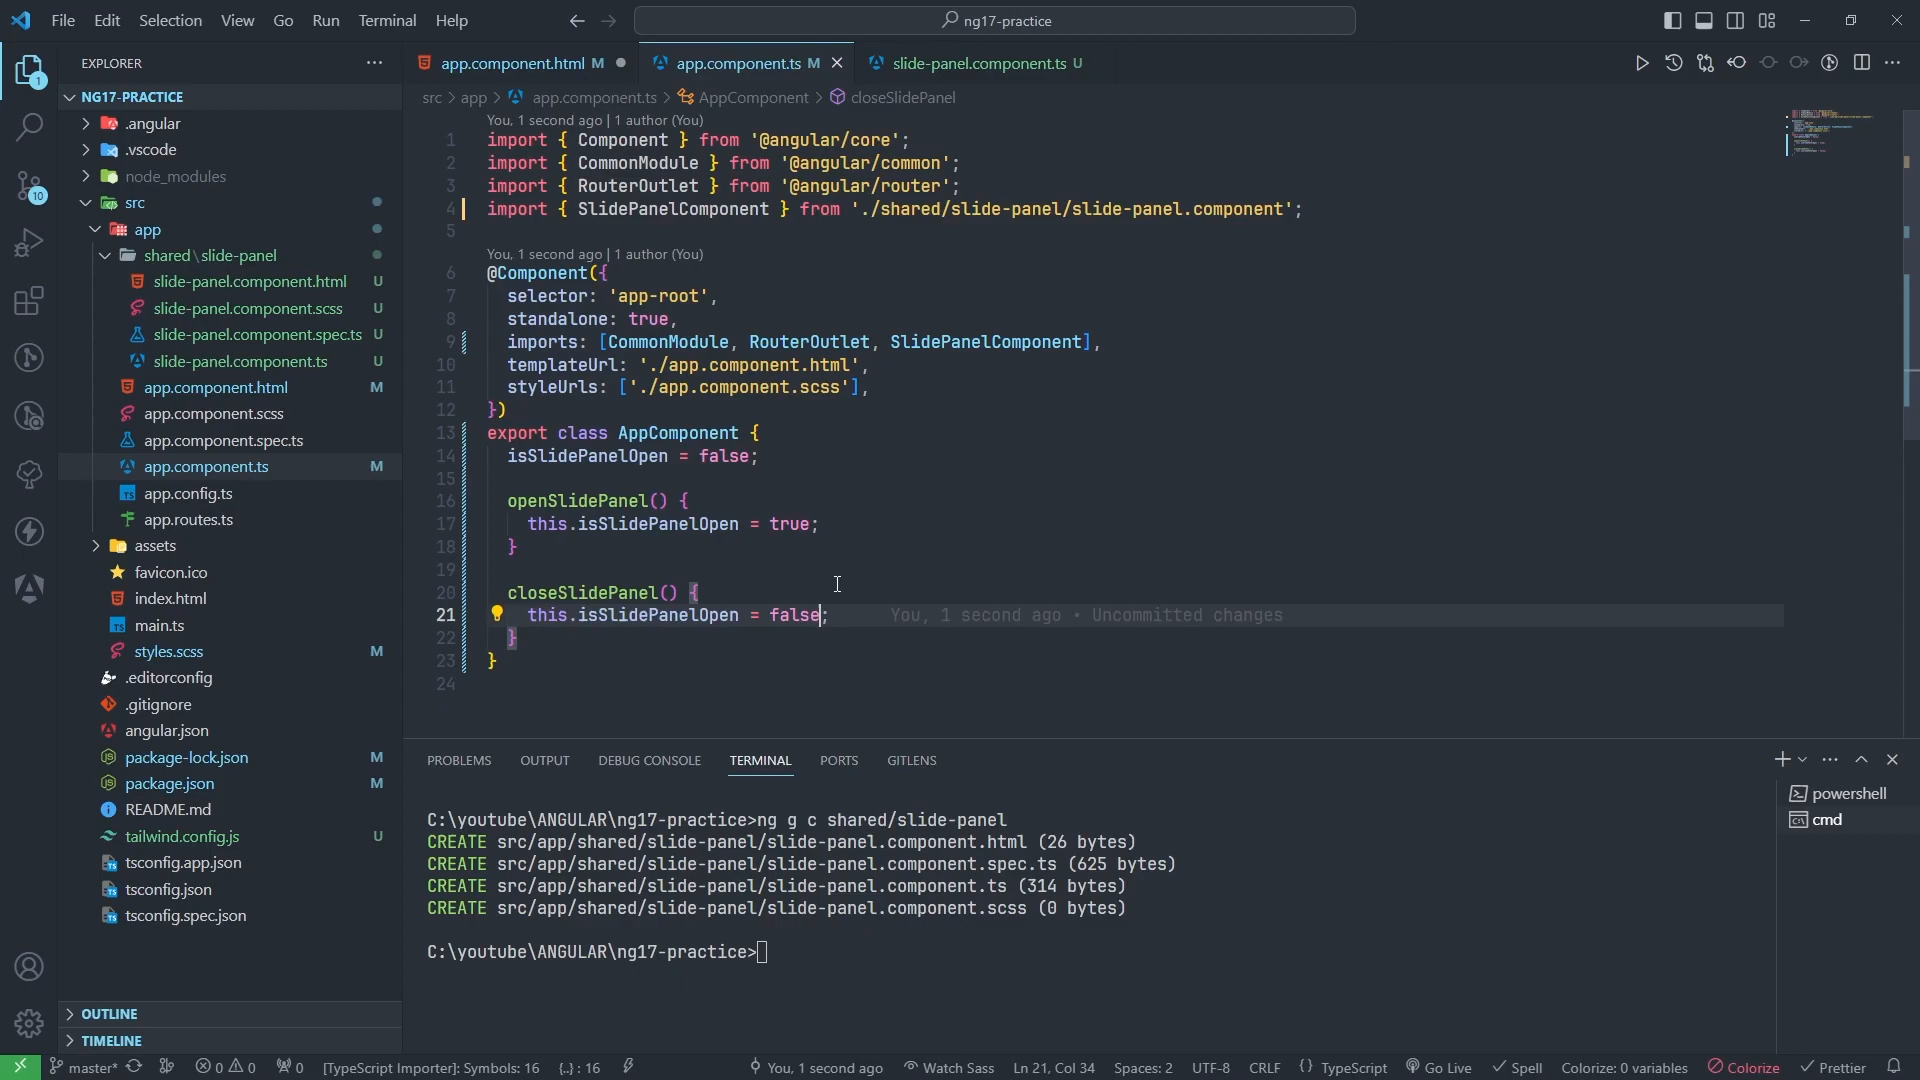 File Edit Selection View Go Run Terminal Help
ng17-practice
EXPLORER
NG17-PRACTICE
.angular
.vscode
node_modules
src
app
shared\slide-panel
slide-panel.component.html U
slide-panel.component.scss U
slide-panel.component.spec.ts U
slide-panel.component.ts U
app.component.html M
app.component.scss
app.component.spec.ts
app.component.ts M
app.config.ts
app.routes.ts
assets
favicon.ico
index.html
main.ts
styles.scss M
.editorconfig
.gitignore
angular.json
package-lock.json M
package.json M
README.md
tailwind.config.js U
tsconfig.app.json
tsconfig.json
tsconfig.spec.json
OUTLINE
TIMELINE
1
10
app.component.html M
app.component.ts M
slide-panel.component.ts U
src > app > app.component.ts > AppComponent > closeSlidePanel
You, 1 second ago | 1 author (You)
1 import { Component } from '@angular/core';
2 import { CommonModule } from '@angular/common';
3 import { RouterOutlet } from '@angular/router';
4 import { SlidePanelComponent } from './shared/slide-panel/slide-panel.component';
5
You, 1 second ago | 1 author (You)
6 @Component({
7 selector: 'app-root',
8 standalone: true,
9 imports: [CommonModule, RouterOutlet, SlidePanelComponent],
10 templateUrl: './app.component.html',
11 styleUrls: ['./app.component.scss'],
12 })
13 export class AppComponent {
14 isSlidePanelOpen = false;
15
16 openSlidePanel() {
17 this.isSlidePanelOpen = true;
18 }
19
20 closeSlidePanel() {
21 this.isSlidePanelOpen = false; You, 1 second ago • Uncommitted changes
22 }
23 }
24
PROBLEMS OUTPUT DEBUG CONSOLE TERMINAL PORTS GITLENS
powershell
cmd
C:\youtube\ANGULAR\ng17-practice>ng g c shared/slide-panel
CREATE src/app/shared/slide-panel/slide-panel.component.html (26 bytes)
CREATE src/app/shared/slide-panel/slide-panel.component.spec.ts (625 bytes)
CREATE src/app/shared/slide-panel/slide-panel.component.ts (314 bytes)
CREATE src/app/shared/slide-panel/slide-panel.component.scss (0 bytes)
C:\youtube\ANGULAR\ng17-practice>
master* 0 0 0 [TypeScript Importer]: Symbols: 16 {..} : 16 You, 1 second ago Watch Sass Ln 21, Col 34 Spaces: 2 UTF-8 CRLF {} TypeScript Go Live Spell Colorize: 0 variables Colorize Prettier